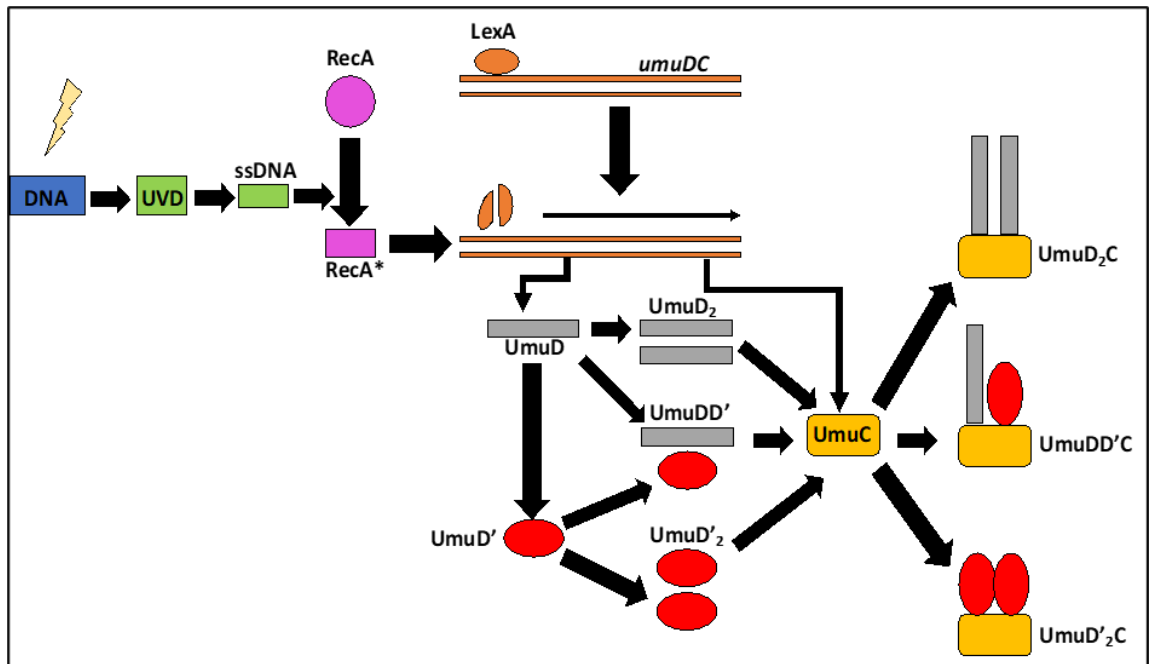 LexA
umuDC
RecA
ssDNA
DNA
UVD
RecA*
UmuD₂C
UmuD₂
UmuD
UmuDD’
UmuC
UmuDD’C
UmuD’
UmuD’₂
UmuD’₂C